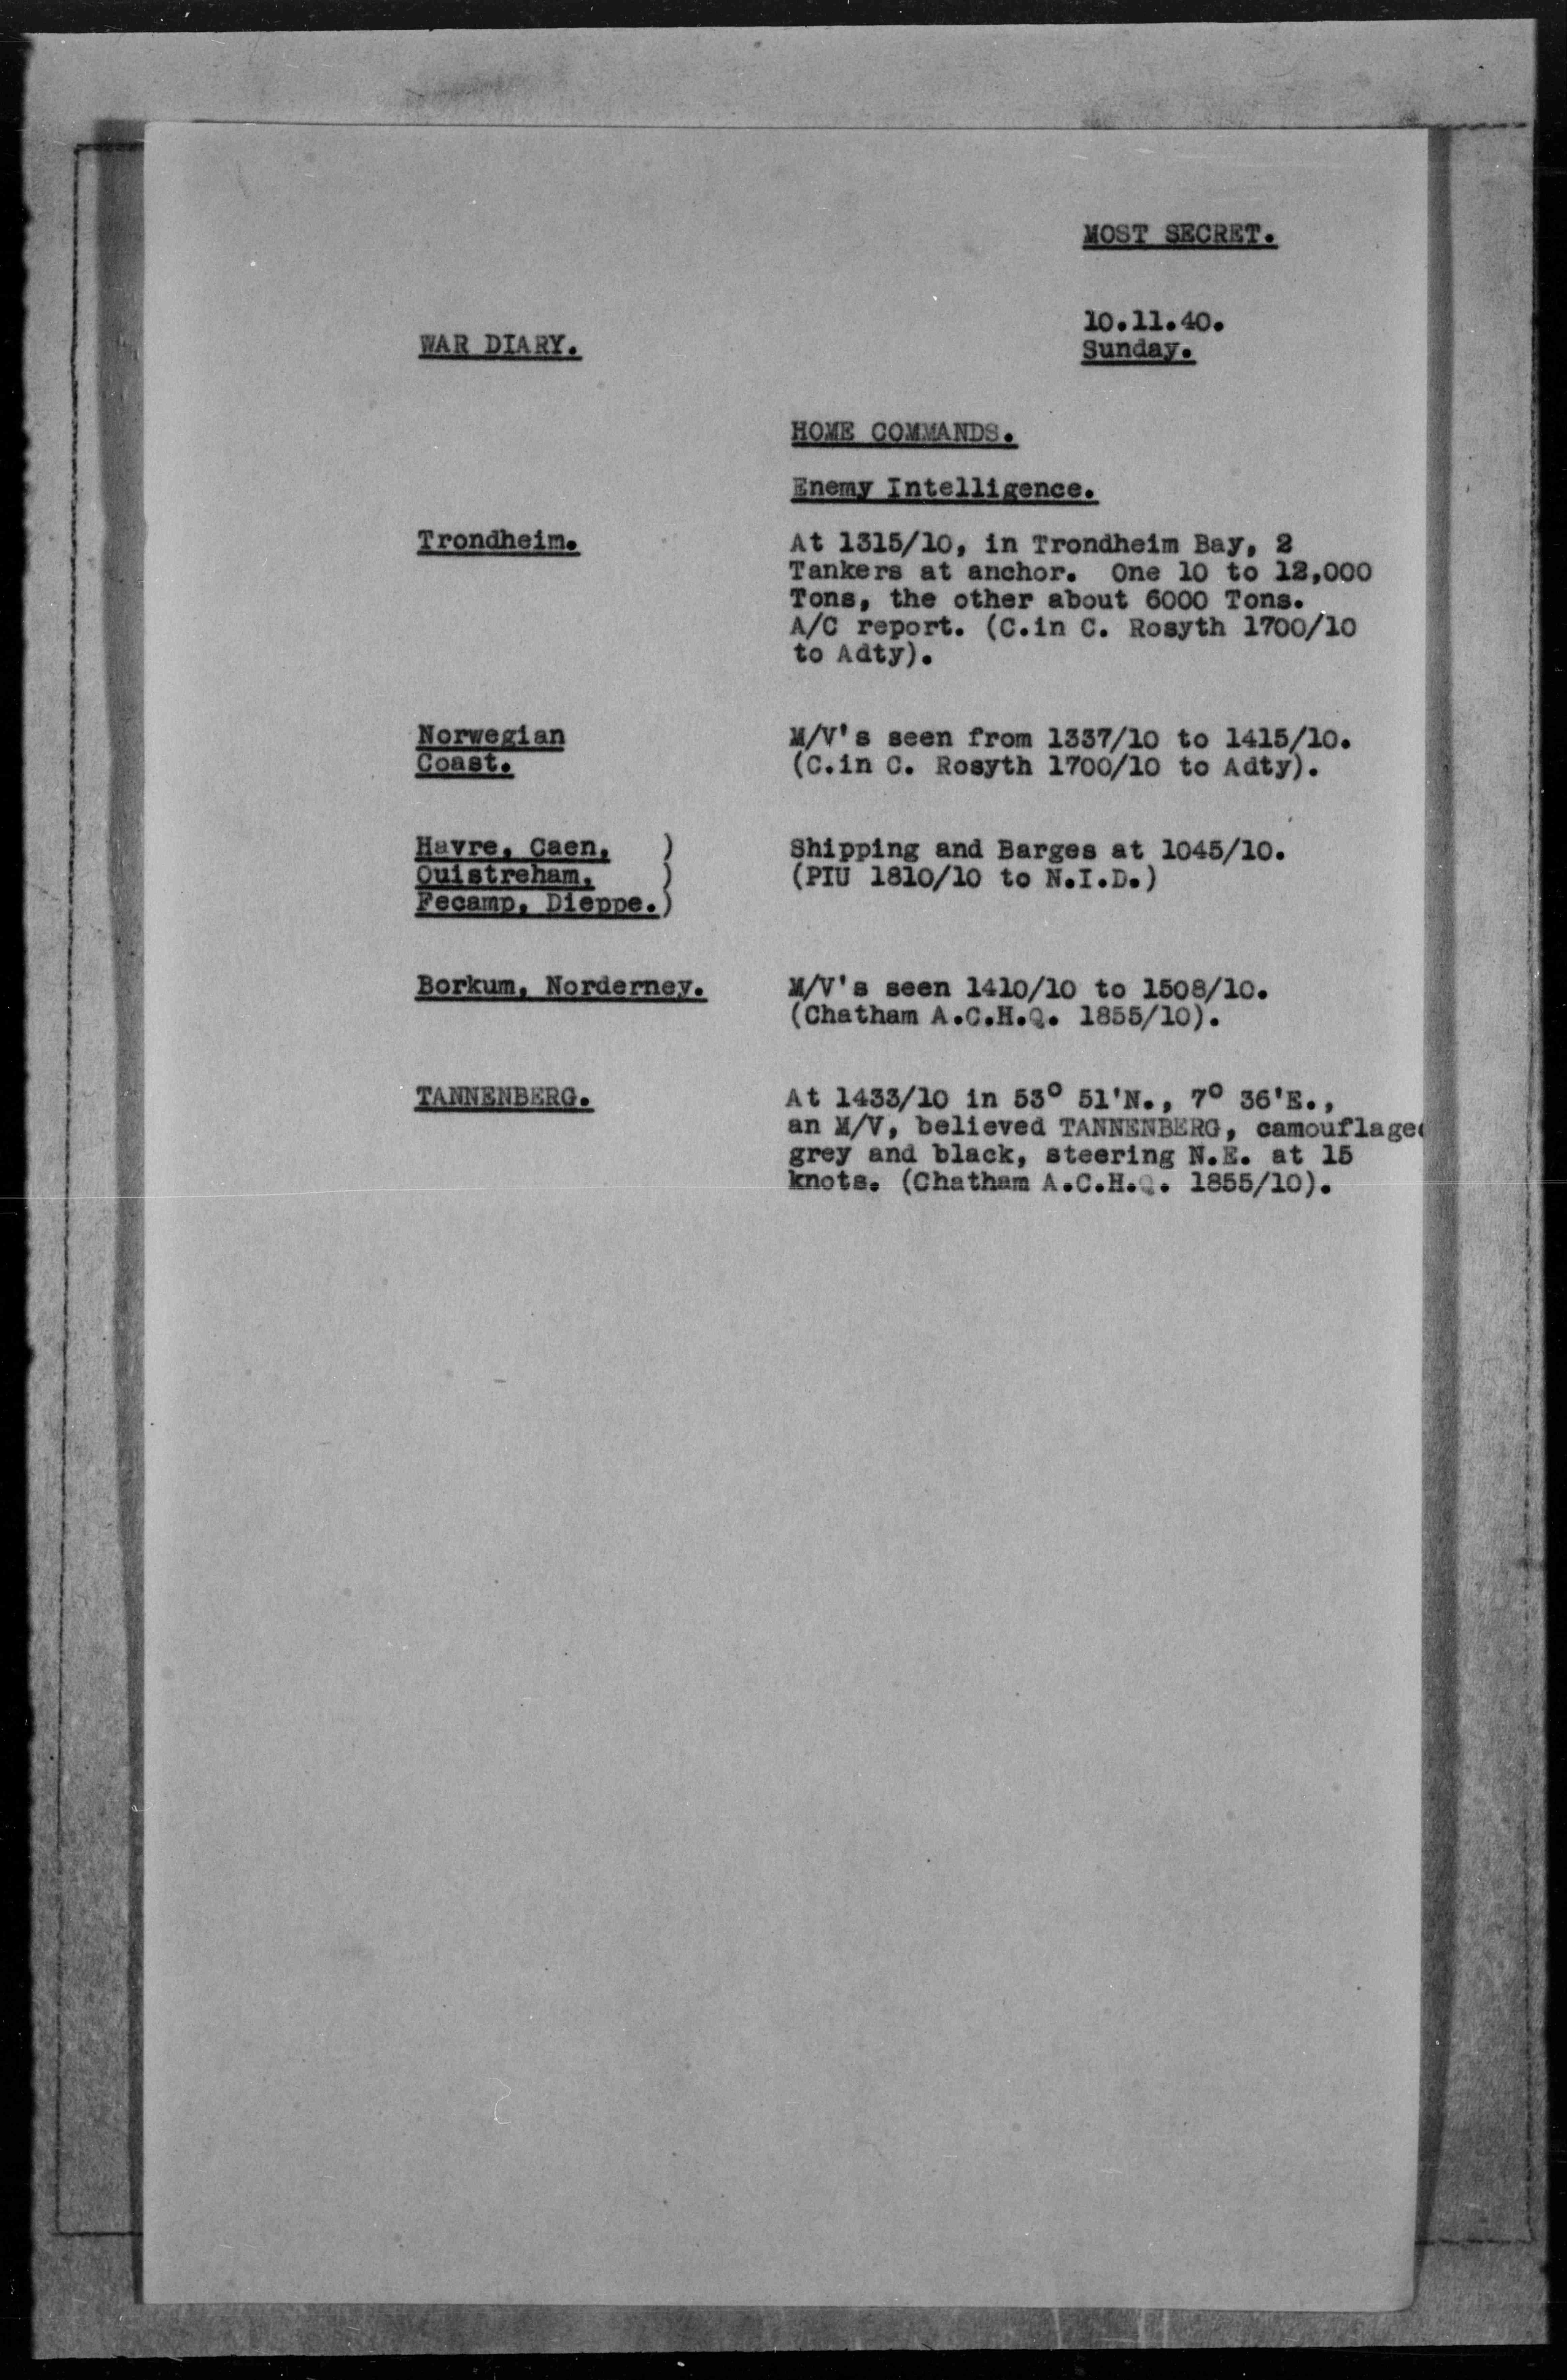 MOST SECRET.
10.11.40.
WAR DIARY.
Sunday.
HOME COMMANDS.
Enemy Intelligence.
Trondheim.
At 1315/10, in Trondheim Bay, 2
Tankers at anchor. One 10 to 12,000
Tons, the other about 6000 Tons.
A/C report. (C.in C. Rosyth 1700/10
to Adty).
Norwegian
Coast.
M/V's seen from 1337/10 to 1415/10.
(C.in C. Rosyth 1700/10 to Adty).
Havre, Caen, )
Ouistreham, )
Fecamp, Dieppe.)
Shipping and Barges at 1045/10.
(PIU 1810/10 to N.I.D.)
Borkum, Norderney.
M/V's seen 1410/10 to 1508/10.
(Chatham A.C.H.Q. 1855/10).
TANNENBERG.
At 1433/10 in 53° 51'N., 7° 36'E.,
an M/V, believed TANNENBERG, camouflaged
grey and black, steering N.E. at 15
knots. (Chatham A.C.H.Q. 1855/10).